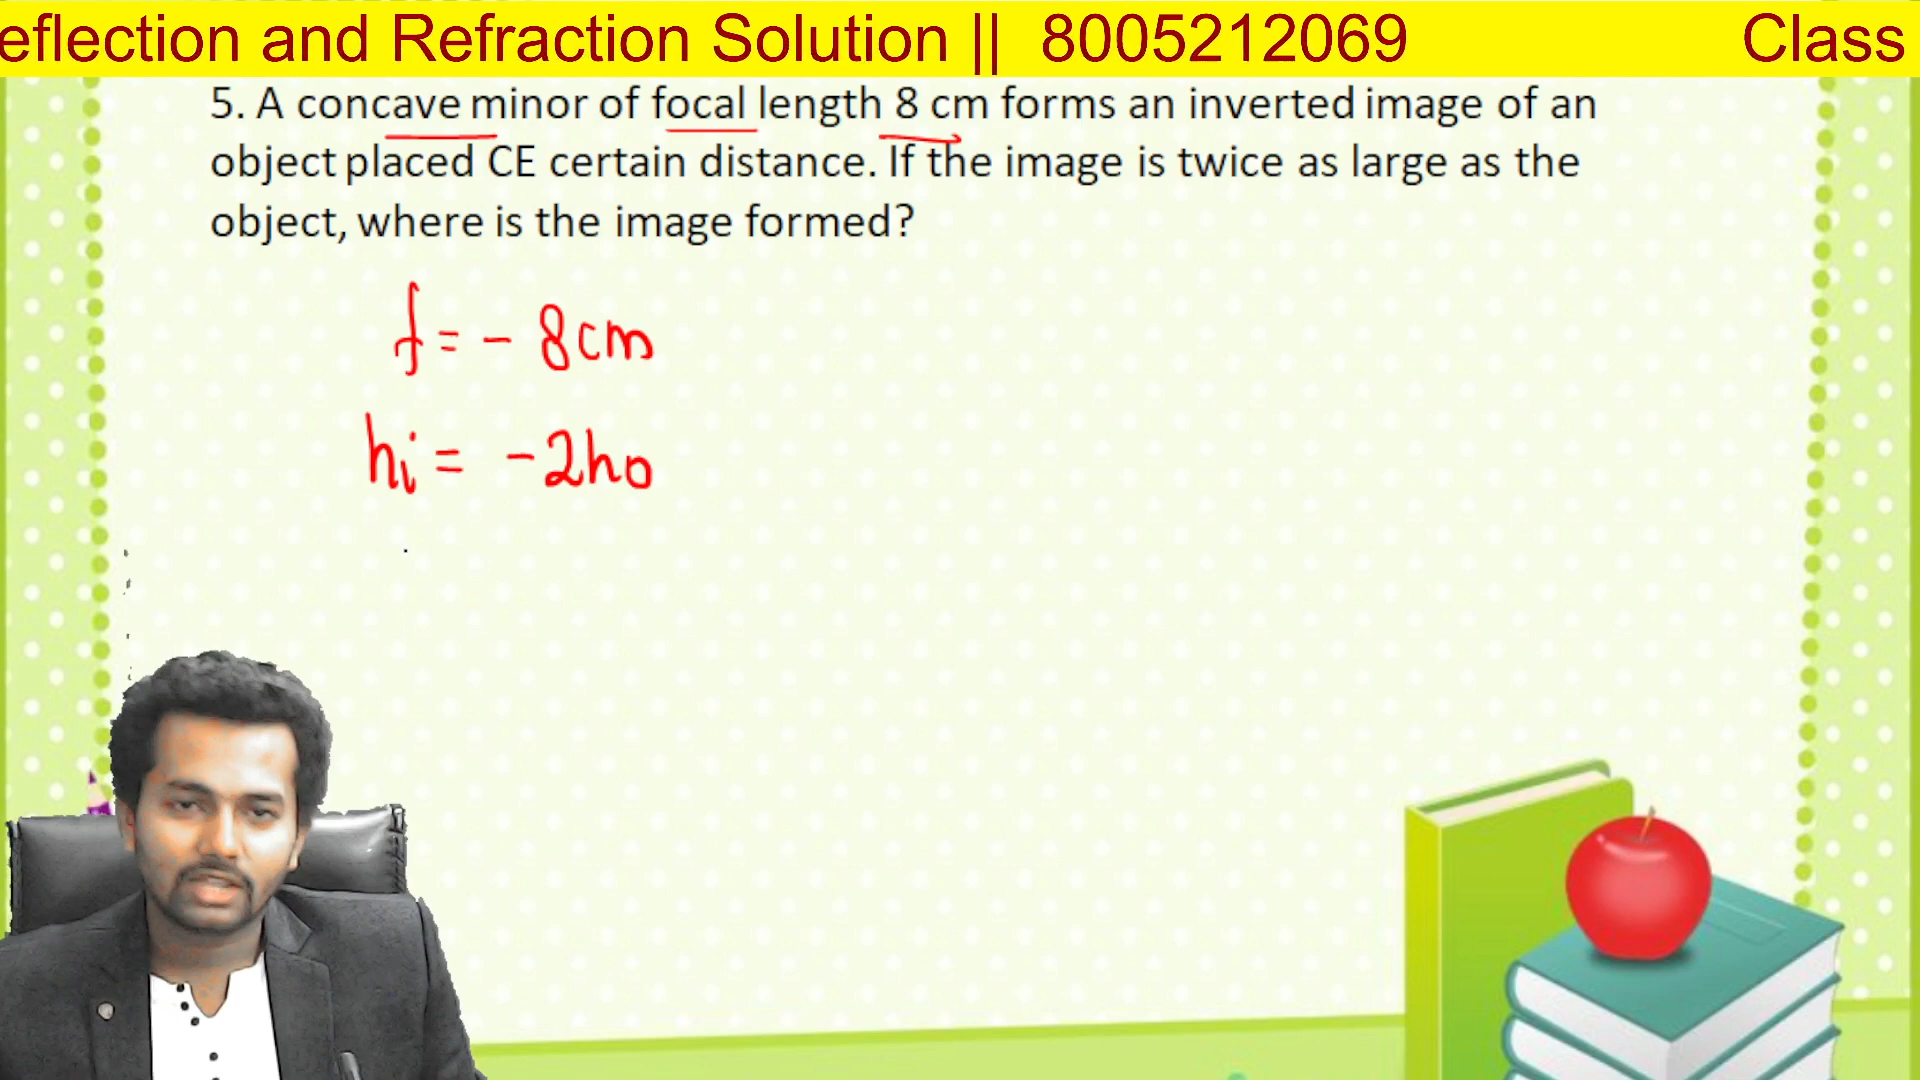 eflection and Refraction Solution || 8005212069 Class
5. A concave minor of focal length 8 cm forms an inverted image of an
object placed CE certain distance. If the image is twice as large as the
object, where is the image formed?
f = - 8cm
hi = -2ho